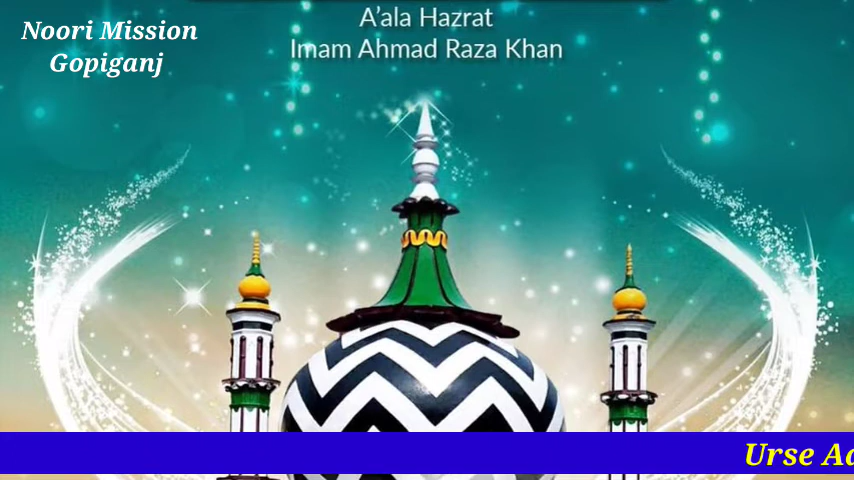 Noori Mission
Gopiganj
A'ala Hazrat
Imam Ahmad Raza Khan
Urse